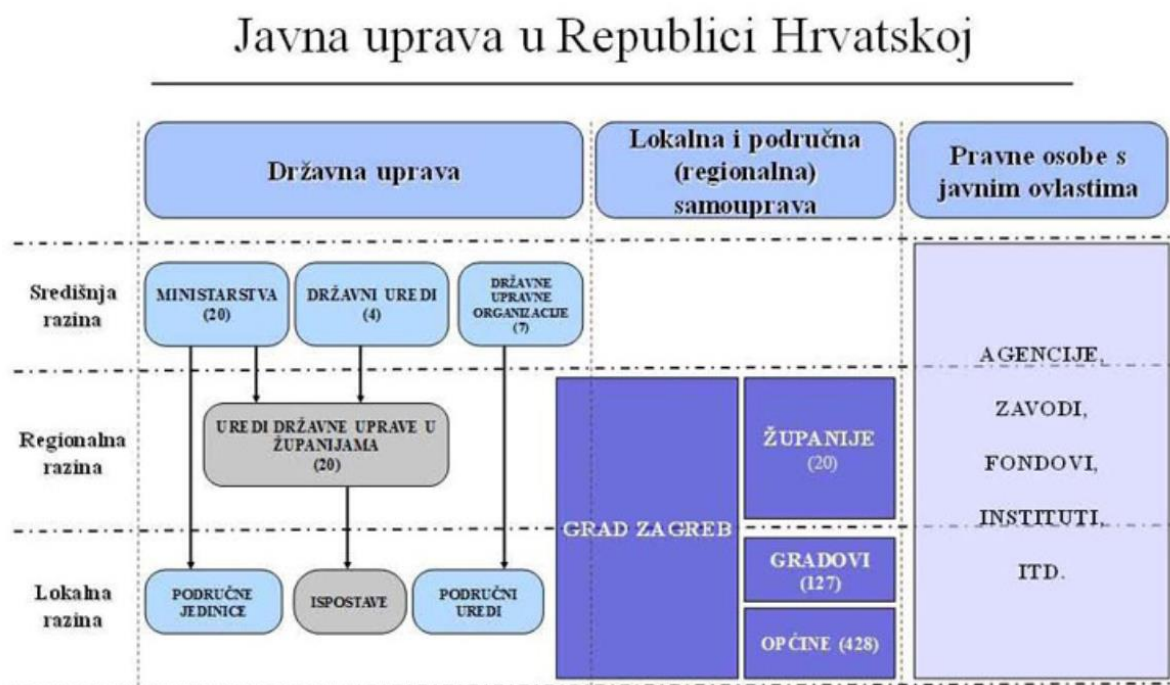 Javna uprava u Republici Hrvatskoj
Državna uprava
Lokalna i područna
(regionalna)
samouprava
Pravne osobe s
javnim ovlastima
Središnja
razina
MINISTARSTVA
(20)
DRŽAVNI UREDI
(4)
DRŽAVNE
UPRAVNE
ORGANIZACIJE
(7)
Regionalna
razina
UREDI DRŽAVNE UPRAVE U
ŽUPANIJAMA
(20)
GRAD ZAGREB
ŽUPANIJE
(20)
Lokalna
razina
PODRUČNE
JEDINICE
ISPOSTAVE
PODRUČNI
UREDI
GRADOVI
(127)
OPĆINE (428)
AGENCIJE,
ZAVODI,
FONDOVI,
INSTITUTI,
ITD.